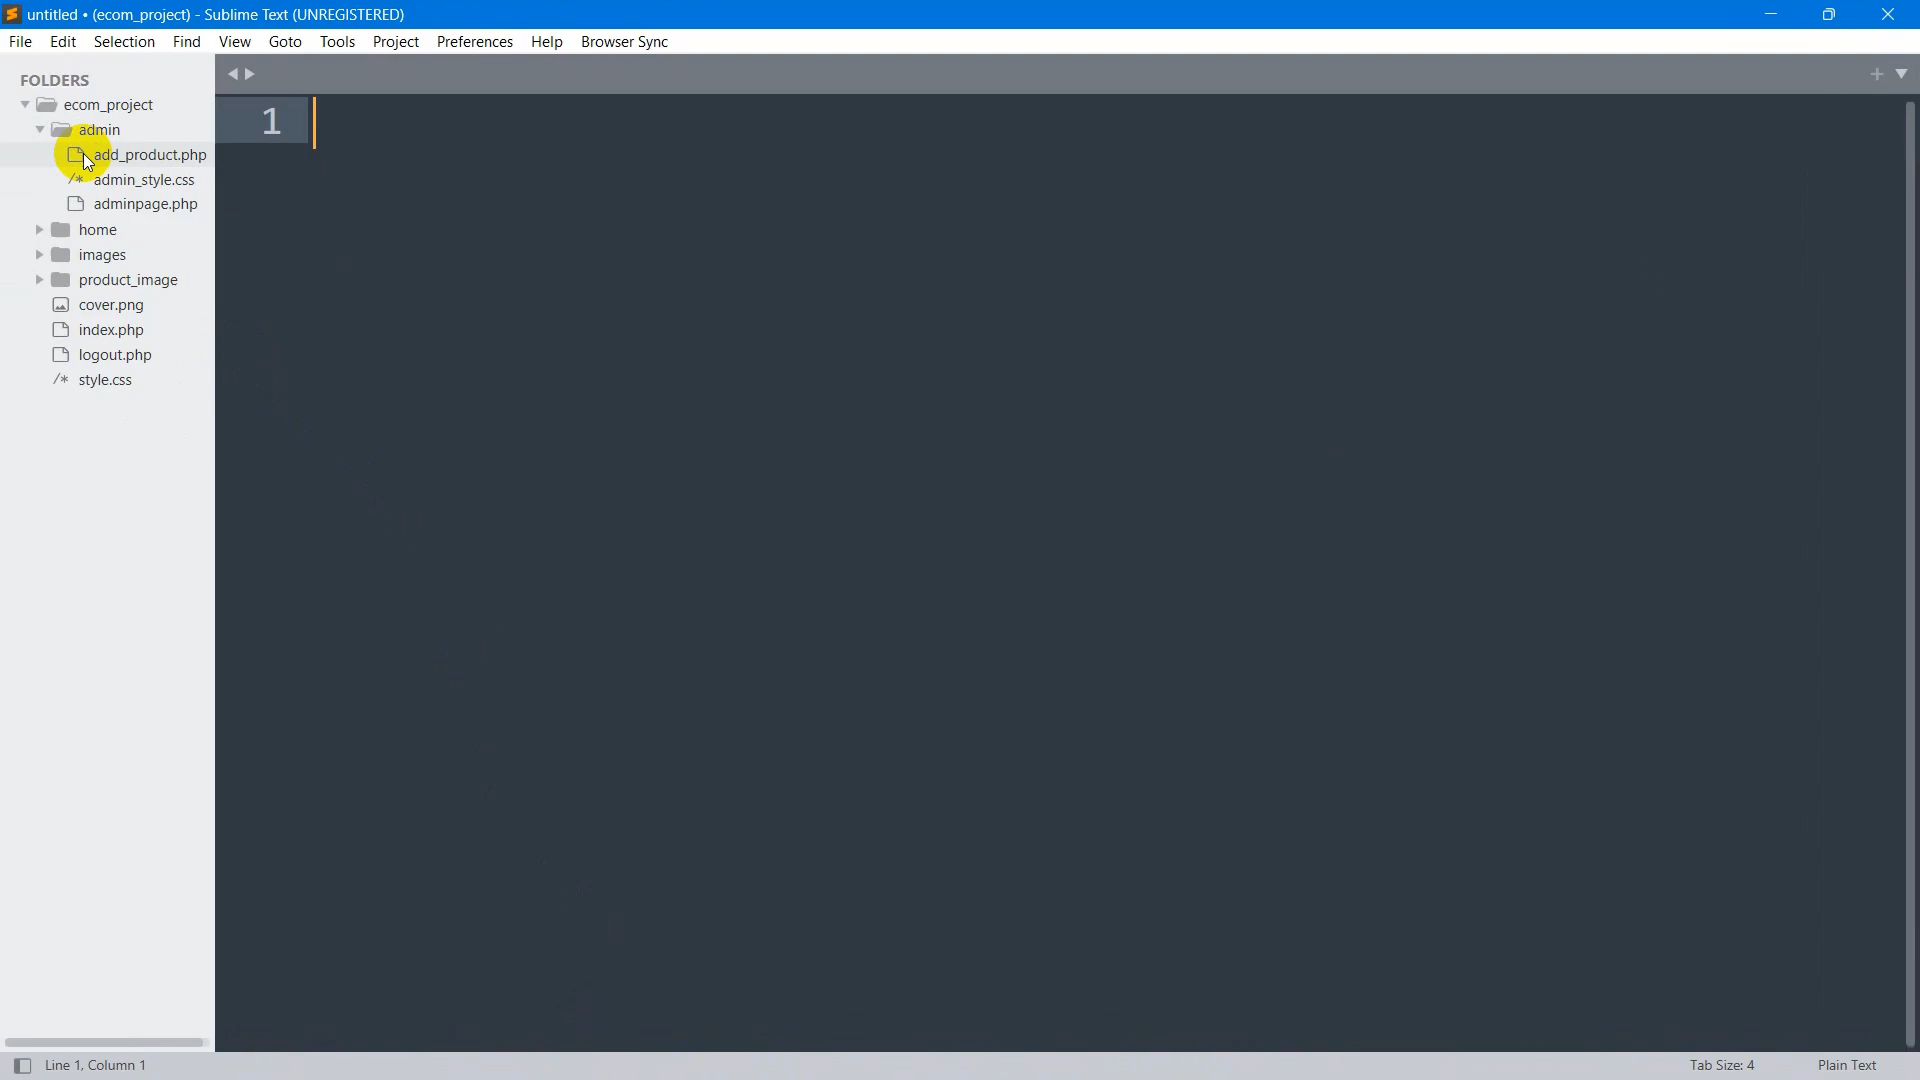 untitled • (ecom_project) - Sublime Text (UNREGISTERED)
File Edit Selection Find View Goto Tools Project Preferences Help Browser Sync
FOLDERS
ecom_project
admin
add_product.php
/* admin_style.css
adminpage.php
home
images
product_image
cover.png
index.php
logout.php
/* style.css
1
Line 1, Column 1
Tab Size: 4
Plain Text